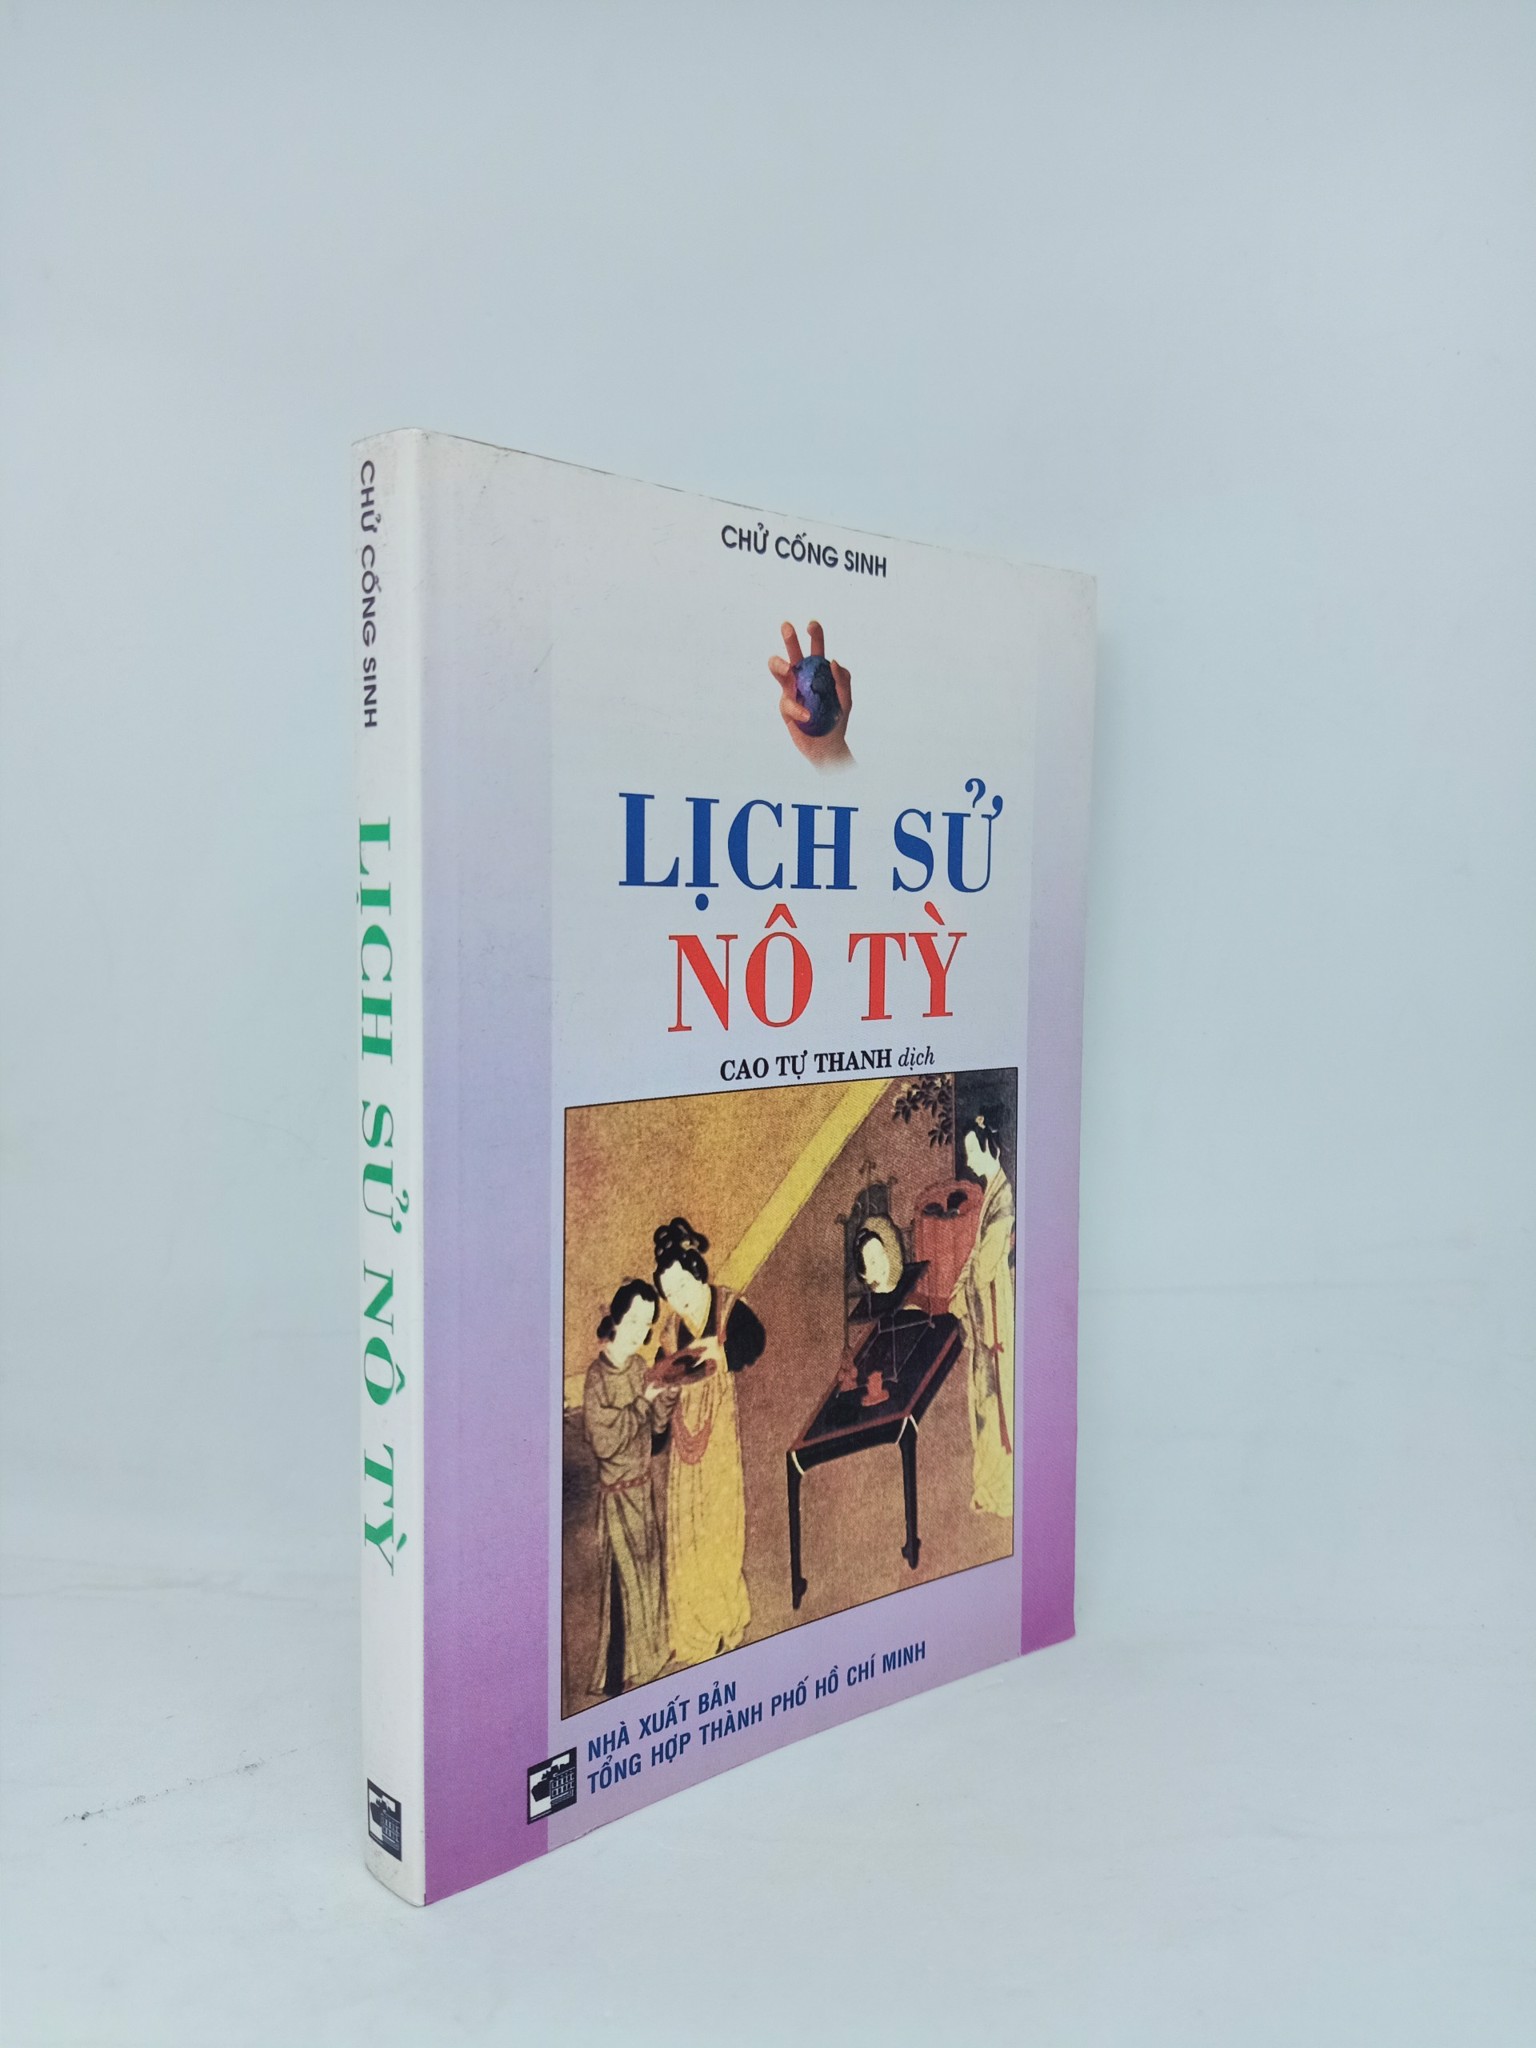 CHỬ CỐNG SINH
LỊCH SỬ NÔ TỲ
CHỬ CỐNG SINH
LỊCH SỬ
NÔ TỲ
CAO TỰ THANH dịch
NHÀ XUẤT BẢN
TỔNG HỢP THÀNH PHỐ HỒ CHÍ MINH